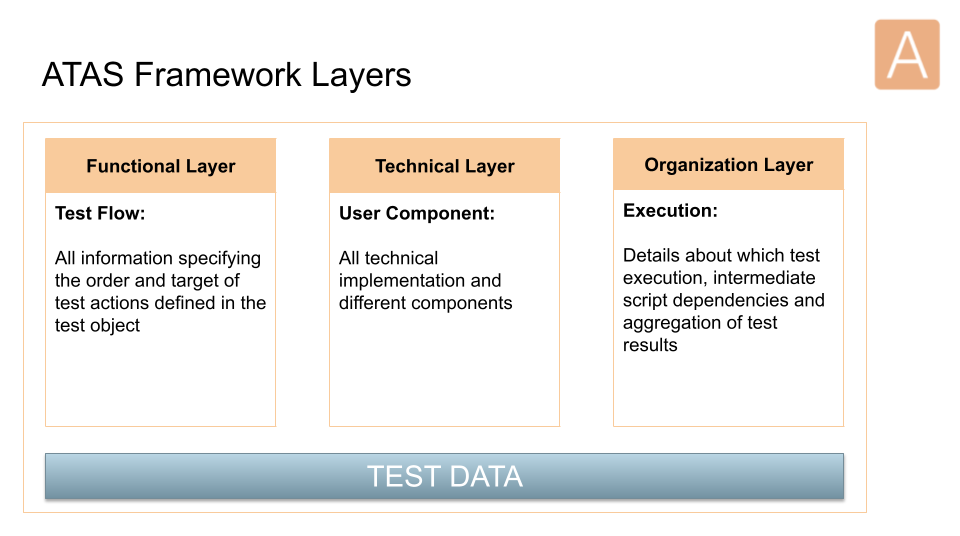 A
ATAS Framework Layers
Functional Layer
Test Flow:
All information specifying
the order and target of
test actions defined in the
test object
Technical Layer
User Component:
All technical
implementation and
different components
Organization Layer
Execution:
Details about which test
execution, intermediate
script dependencies and
aggregation of test
results
TEST DATA